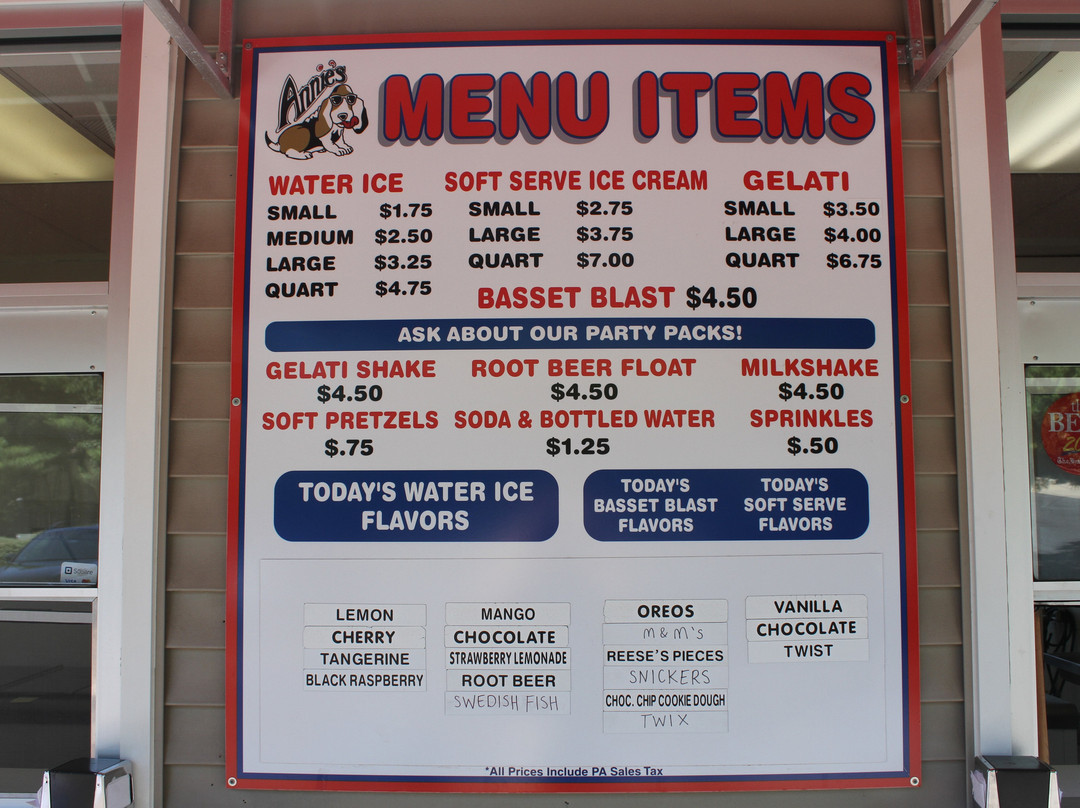 Annie's
MENU ITEMS
WATER ICE
SMALL $1.75
MEDIUM $2.50
LARGE $3.25
QUART $4.75
SOFT SERVE ICE CREAM
SMALL $2.75
LARGE $3.75
QUART $7.00
GELATI
SMALL $3.50
LARGE $4.00
QUART $6.75
BASSET BLAST $4.50
ASK ABOUT OUR PARTY PACKS!
GELATI SHAKE
$4.50
ROOT BEER FLOAT
$4.50
MILKSHAKE
$4.50
SOFT PRETZELS
$.75
SODA & BOTTLED WATER
$1.25
SPRINKLES
$.50
TODAY'S WATER ICE
FLAVORS
LEMON
CHERRY
TANGERINE
BLACK RASPBERRY
MANGO
CHOCOLATE
STRAWBERRY LEMONADE
ROOT BEER
SWEDISH FISH
TODAY'S
BASSET BLAST
FLAVORS
OREOS
M & M's
REESE'S PIECES
SNICKERS
CHOC. CHIP COOKIE DOUGH
TWIX
TODAY'S
SOFT SERVE
FLAVORS
VANILLA
CHOCOLATE
TWIST
*All Prices Include PA Sales Tax